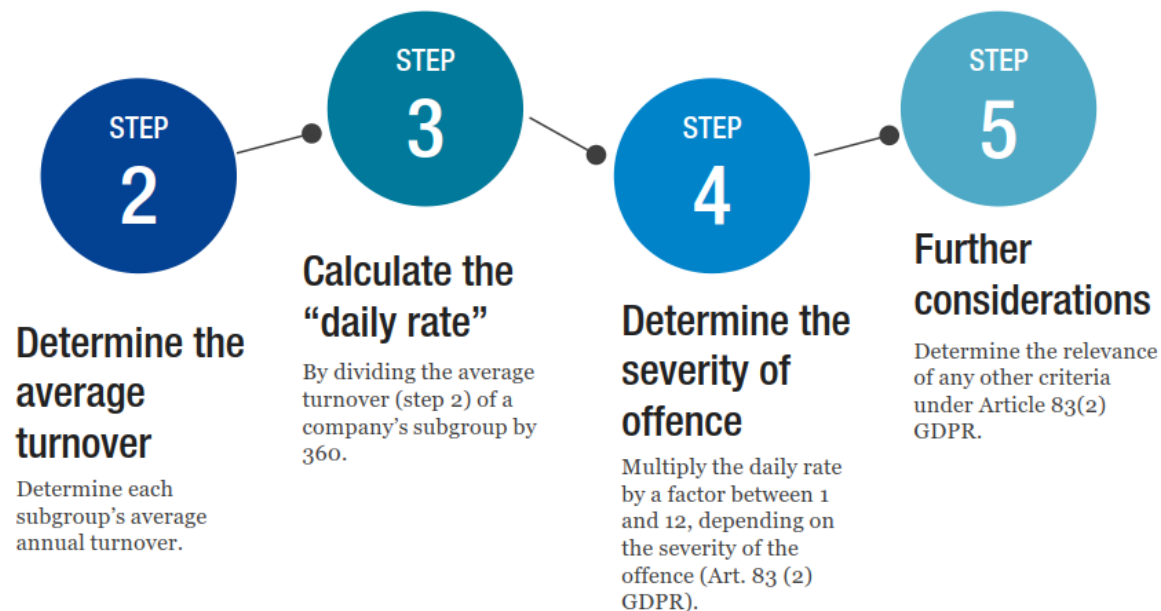 STEP
2
Determine the
average
turnover
Determine each
subgroup’s average
annual turnover.
STEP
3
Calculate the
“daily rate”
By dividing the average
turnover (step 2) of a
company’s subgroup by
360.
STEP
4
Determine the
severity of
offence
Multiply the daily rate
by a factor between 1
and 12, depending on
the severity of the
offence (Art. 83 (2)
GDPR).
STEP
5
Further
considerations
Determine the relevance
of any other criteria
under Article 83(2)
GDPR.